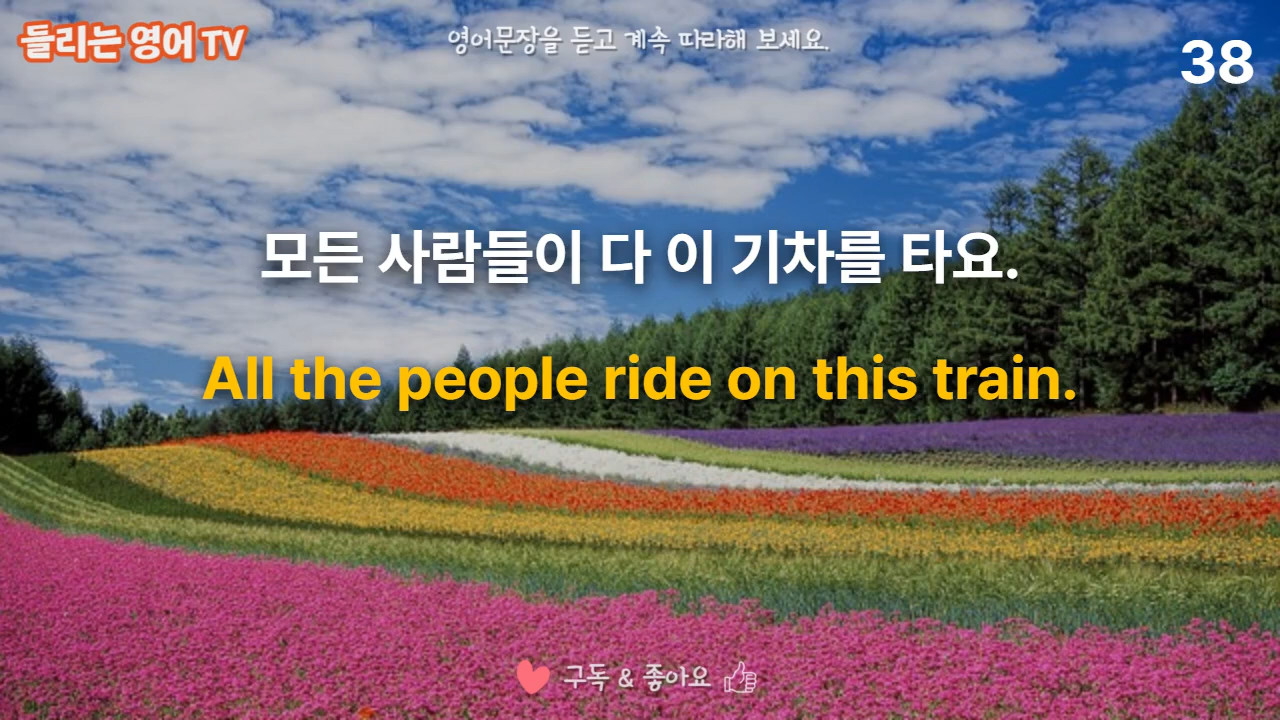 들리는 영어 TV
영어문장을 듣고 계속 따라해 보세요.
38
모든 사람들이 다 이 기차를 타요.
All the people ride on this train.
구독 & 좋아요